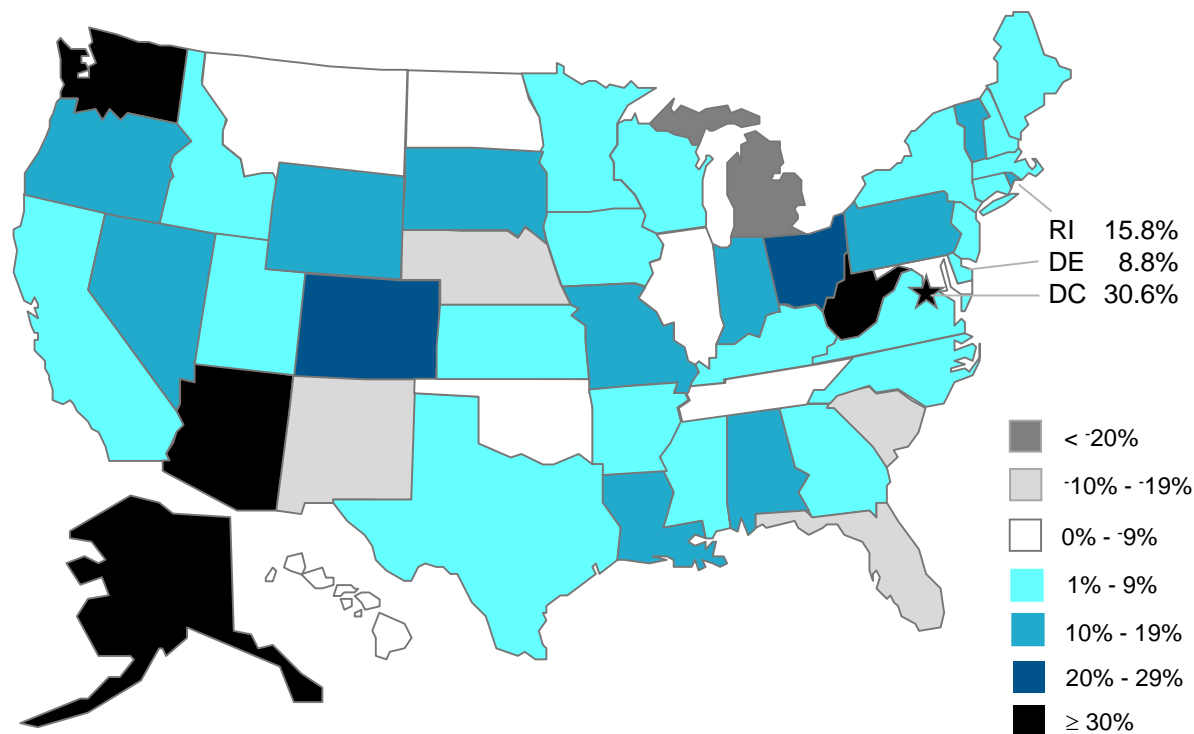 RI 15.8%
DE 8.8%
DC 30.6%
< ⁻20%
⁻10% - ⁻19%
0% - ⁻9%
1% - 9%
10% - 19%
20% - 29%
≥ 30%